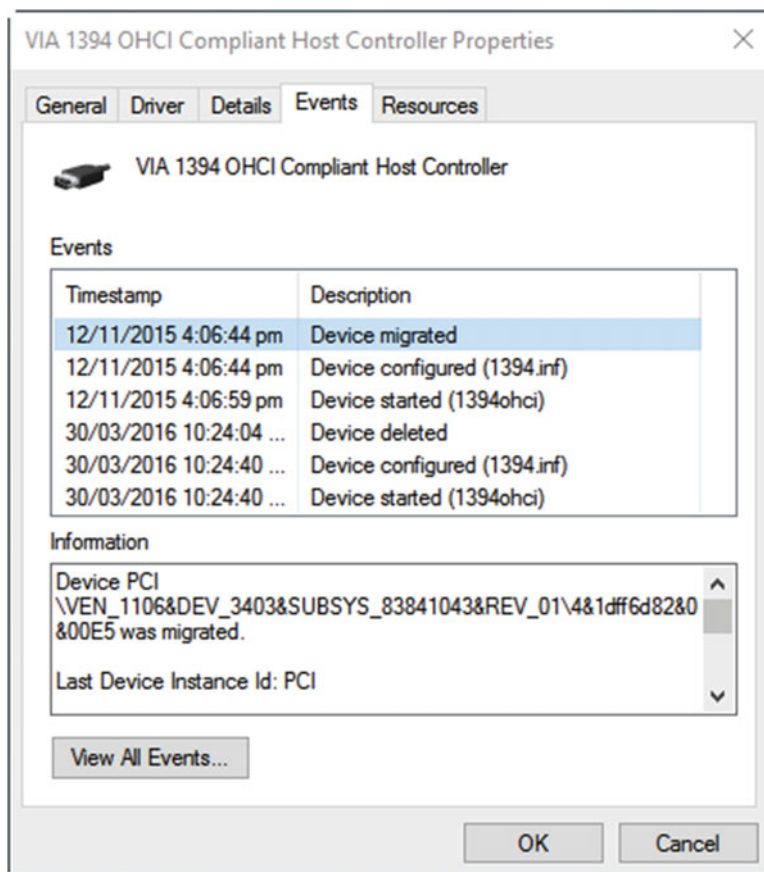 VIA 1394 OHCI Compliant Host Controller Properties
General Driver Details Events Resources
VIA 1394 OHCI Compliant Host Controller
Events
Timestamp Description
12/11/2015 4:06:44 pm Device migrated
12/11/2015 4:06:44 pm Device configured (1394.inf)
12/11/2015 4:06:59 pm Device started (1394ohci)
30/03/2016 10:24:04 ... Device deleted
30/03/2016 10:24:40 ... Device configured (1394.inf)
30/03/2016 10:24:40 ... Device started (1394ohci)
Information
Device PCI
\VEN_1106&DEV_3403&SUBSYS_83841043&REV_01\4&1dff6d82&0
&00E5 was migrated.
Last Device Instance Id: PCI
View All Events...
OK Cancel